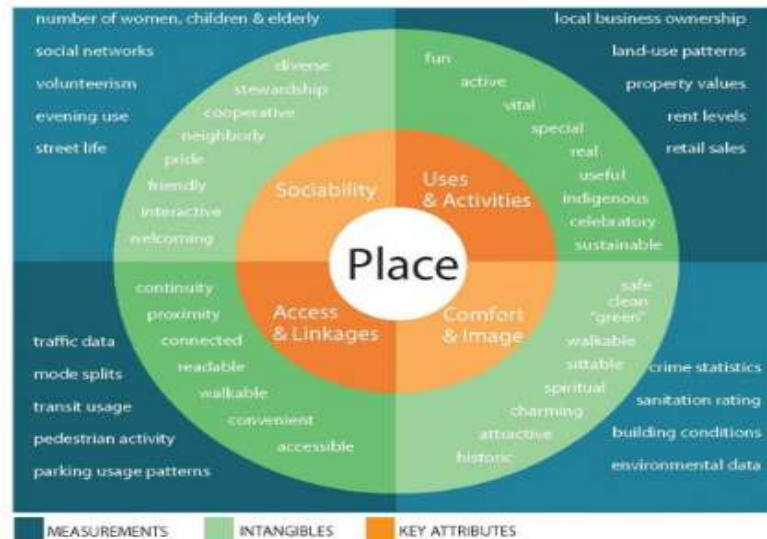 number of women, children & elderly
social networks
volunteerism
evening use
street life
diverse
stewardship
cooperative
neighborly
pride
friendly
interactive
welcoming
Sociability
local business ownership
land-use patterns
property values
rent levels
retail sales
fun
active
vital
special
real
useful
indigenous
celebratory
sustainable
Uses
& Activities
Place
Access
& Linkages
continuity
proximity
connected
readable
walkable
convenient
accessible
traffic data
mode splits
transit usage
pedestrian activity
parking usage patterns
Comfort
& Image
safe
clean
"green"
walkable
sittable
spiritual
charming
attractive
historic
crime statistics
sanitation rating
building conditions
environmental data
MEASUREMENTS
INTANGIBLES
KEY ATTRIBUTES